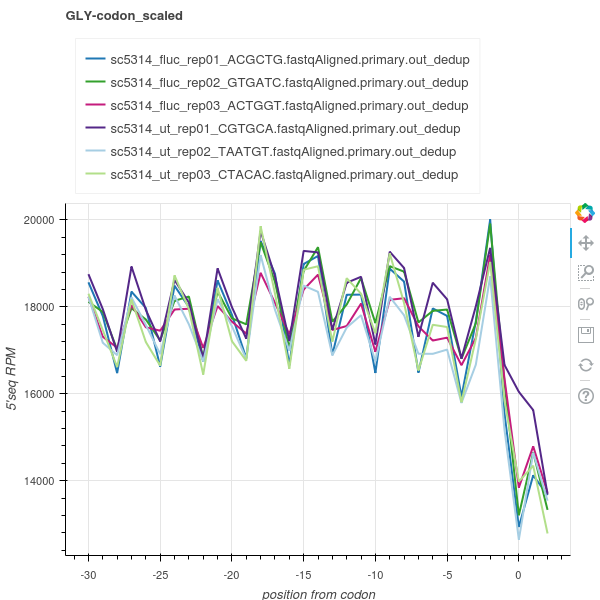 GLY-codon_scaled
sc5314_fluc_rep01_ACGCTG.fastqAligned.primary.out_dedup
sc5314_fluc_rep02_GTGATC.fastqAligned.primary.out_dedup
sc5314_fluc_rep03_ACTGGT.fastqAligned.primary.out_dedup
sc5314_ut_rep01_CGTGCA.fastqAligned.primary.out_dedup
sc5314_ut_rep02_TAATGT.fastqAligned.primary.out_dedup
sc5314_ut_rep03_CTACAC.fastqAligned.primary.out_dedup
20000
18000
16000
14000
5'seq RPM
-30 -25 -20 -15 -10 -5 0
position from codon